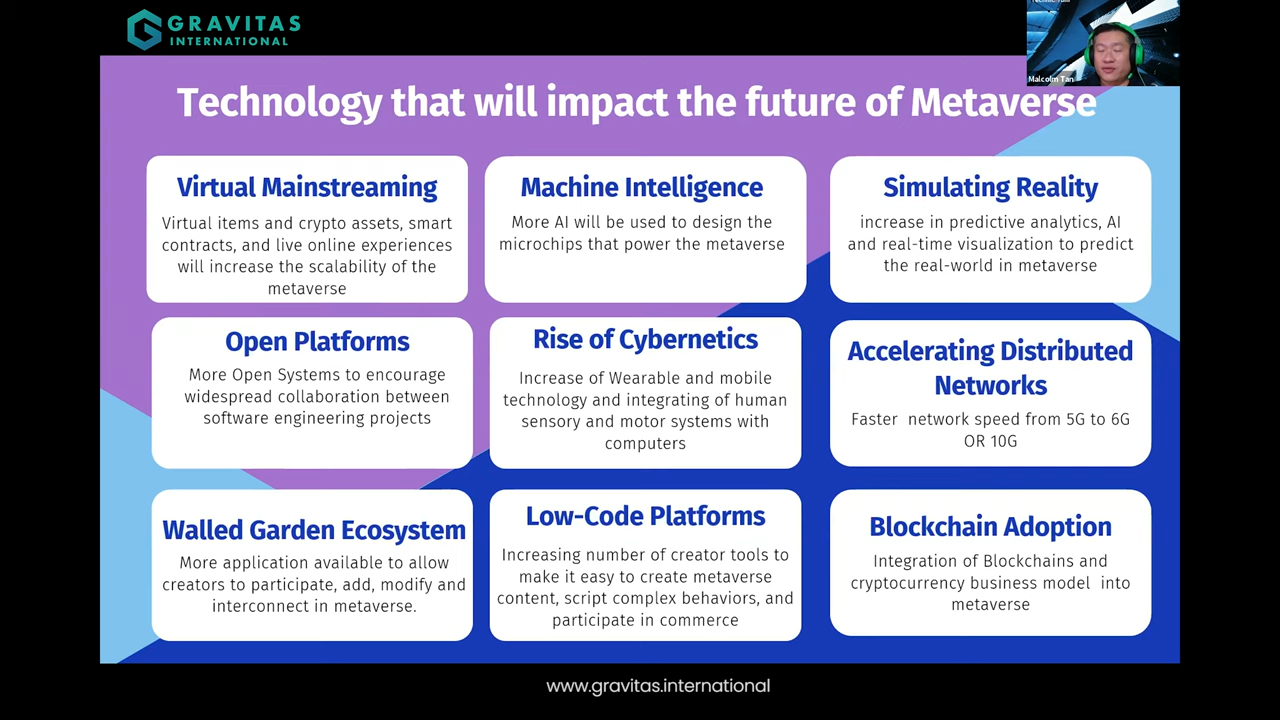 GRAVITAS
INTERNATIONAL
Malcolm Tan
Technology that will impact the future of Metaverse
Virtual Mainstreaming
Virtual items and crypto assets, smart
contracts, and live online experiences
will increase the scalability of the
metaverse
Machine Intelligence
More AI will be used to design the
microchips that power the metaverse
Simulating Reality
increase in predictive analytics, AI
and real-time visualization to predict
the real-world in metaverse
Open Platforms
More Open Systems to encourage
widespread collaboration between
software engineering projects
Rise of Cybernetics
Increase of Wearable and mobile
technology and integrating of human
sensory and motor systems with
computers
Accelerating Distributed
Networks
Faster network speed from 5G to 6G
OR 10G
Walled Garden Ecosystem
More application available to allow
creators to participate, add, modify and
interconnect in metaverse.
Low-Code Platforms
Increasing number of creator tools to
make it easy to create metaverse
content, script complex behaviors, and
participate in commerce
Blockchain Adoption
Integration of Blockchains and
cryptocurrency business model into
metaverse
www.gravitas.international